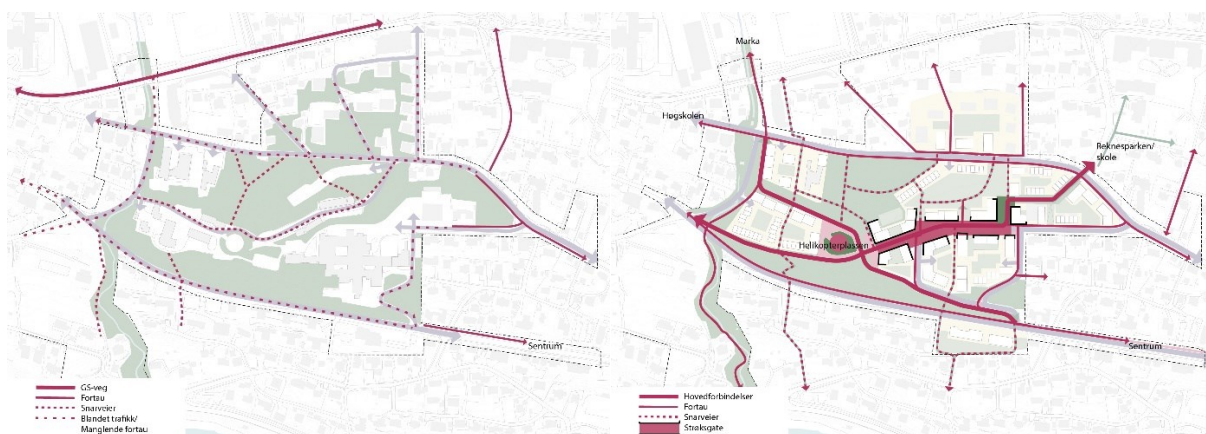 Sentrum
GS-veg
Fortau
Snarveier
Blandet trafikk/
Manglende fortau
Marka
Høgskolen
Reknesparken/
skole
Helikopterplassen
Sentrum
Hovedforbindelser
Fortau
Snarveier
Strøksgate